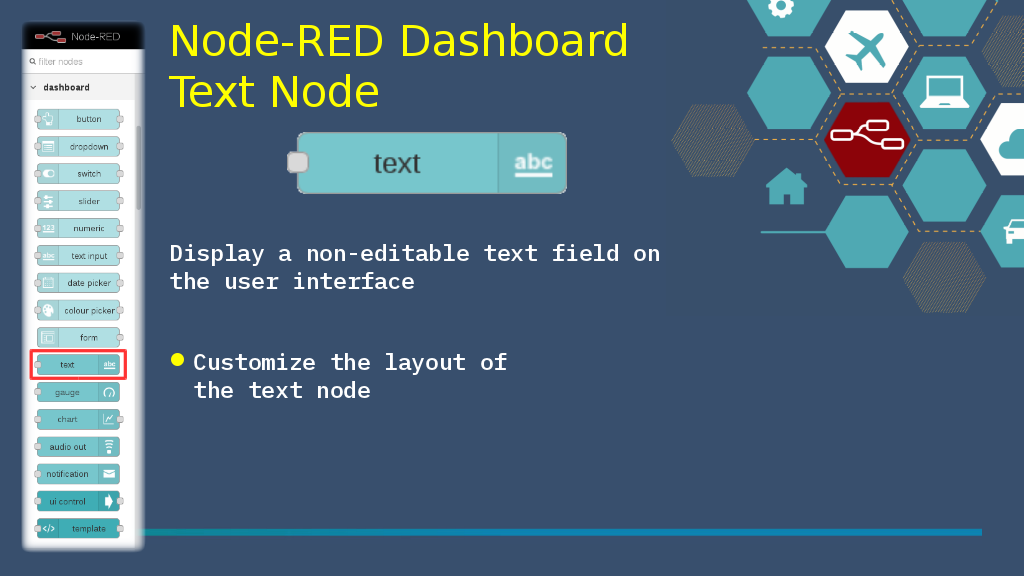 Node-RED
filter nodes
dashboard
button
dropdown
switch
slider
123 numeric
abc text input
date picker
colour picker
form
text abc
gauge
chart
audio out
notification
ui control
</> template
Node-RED Dashboard
Text Node
text abc
Display a non-editable text field on
the user interface
Customize the layout of
the text node